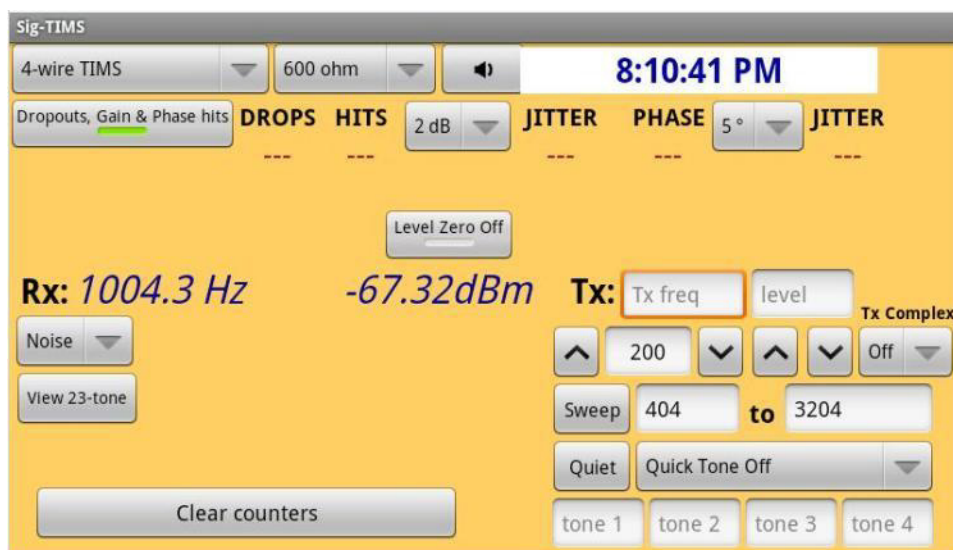 Sig-TIMS
4-wire TIMS 600 ohm 8:10:41 PM
Dropouts, Gain & Phase hits DROPS HITS 2 dB JITTER PHASE 5° JITTER
--- --- --- --- ---
Level Zero Off
Rx: 1004.3 Hz -67.32dBm Tx: Tx freq level
Tx Complex
Noise 200 Off
View 23-tone Sweep 404 to 3204
Quiet Quick Tone Off
Clear counters tone 1 tone 2 tone 3 tone 4